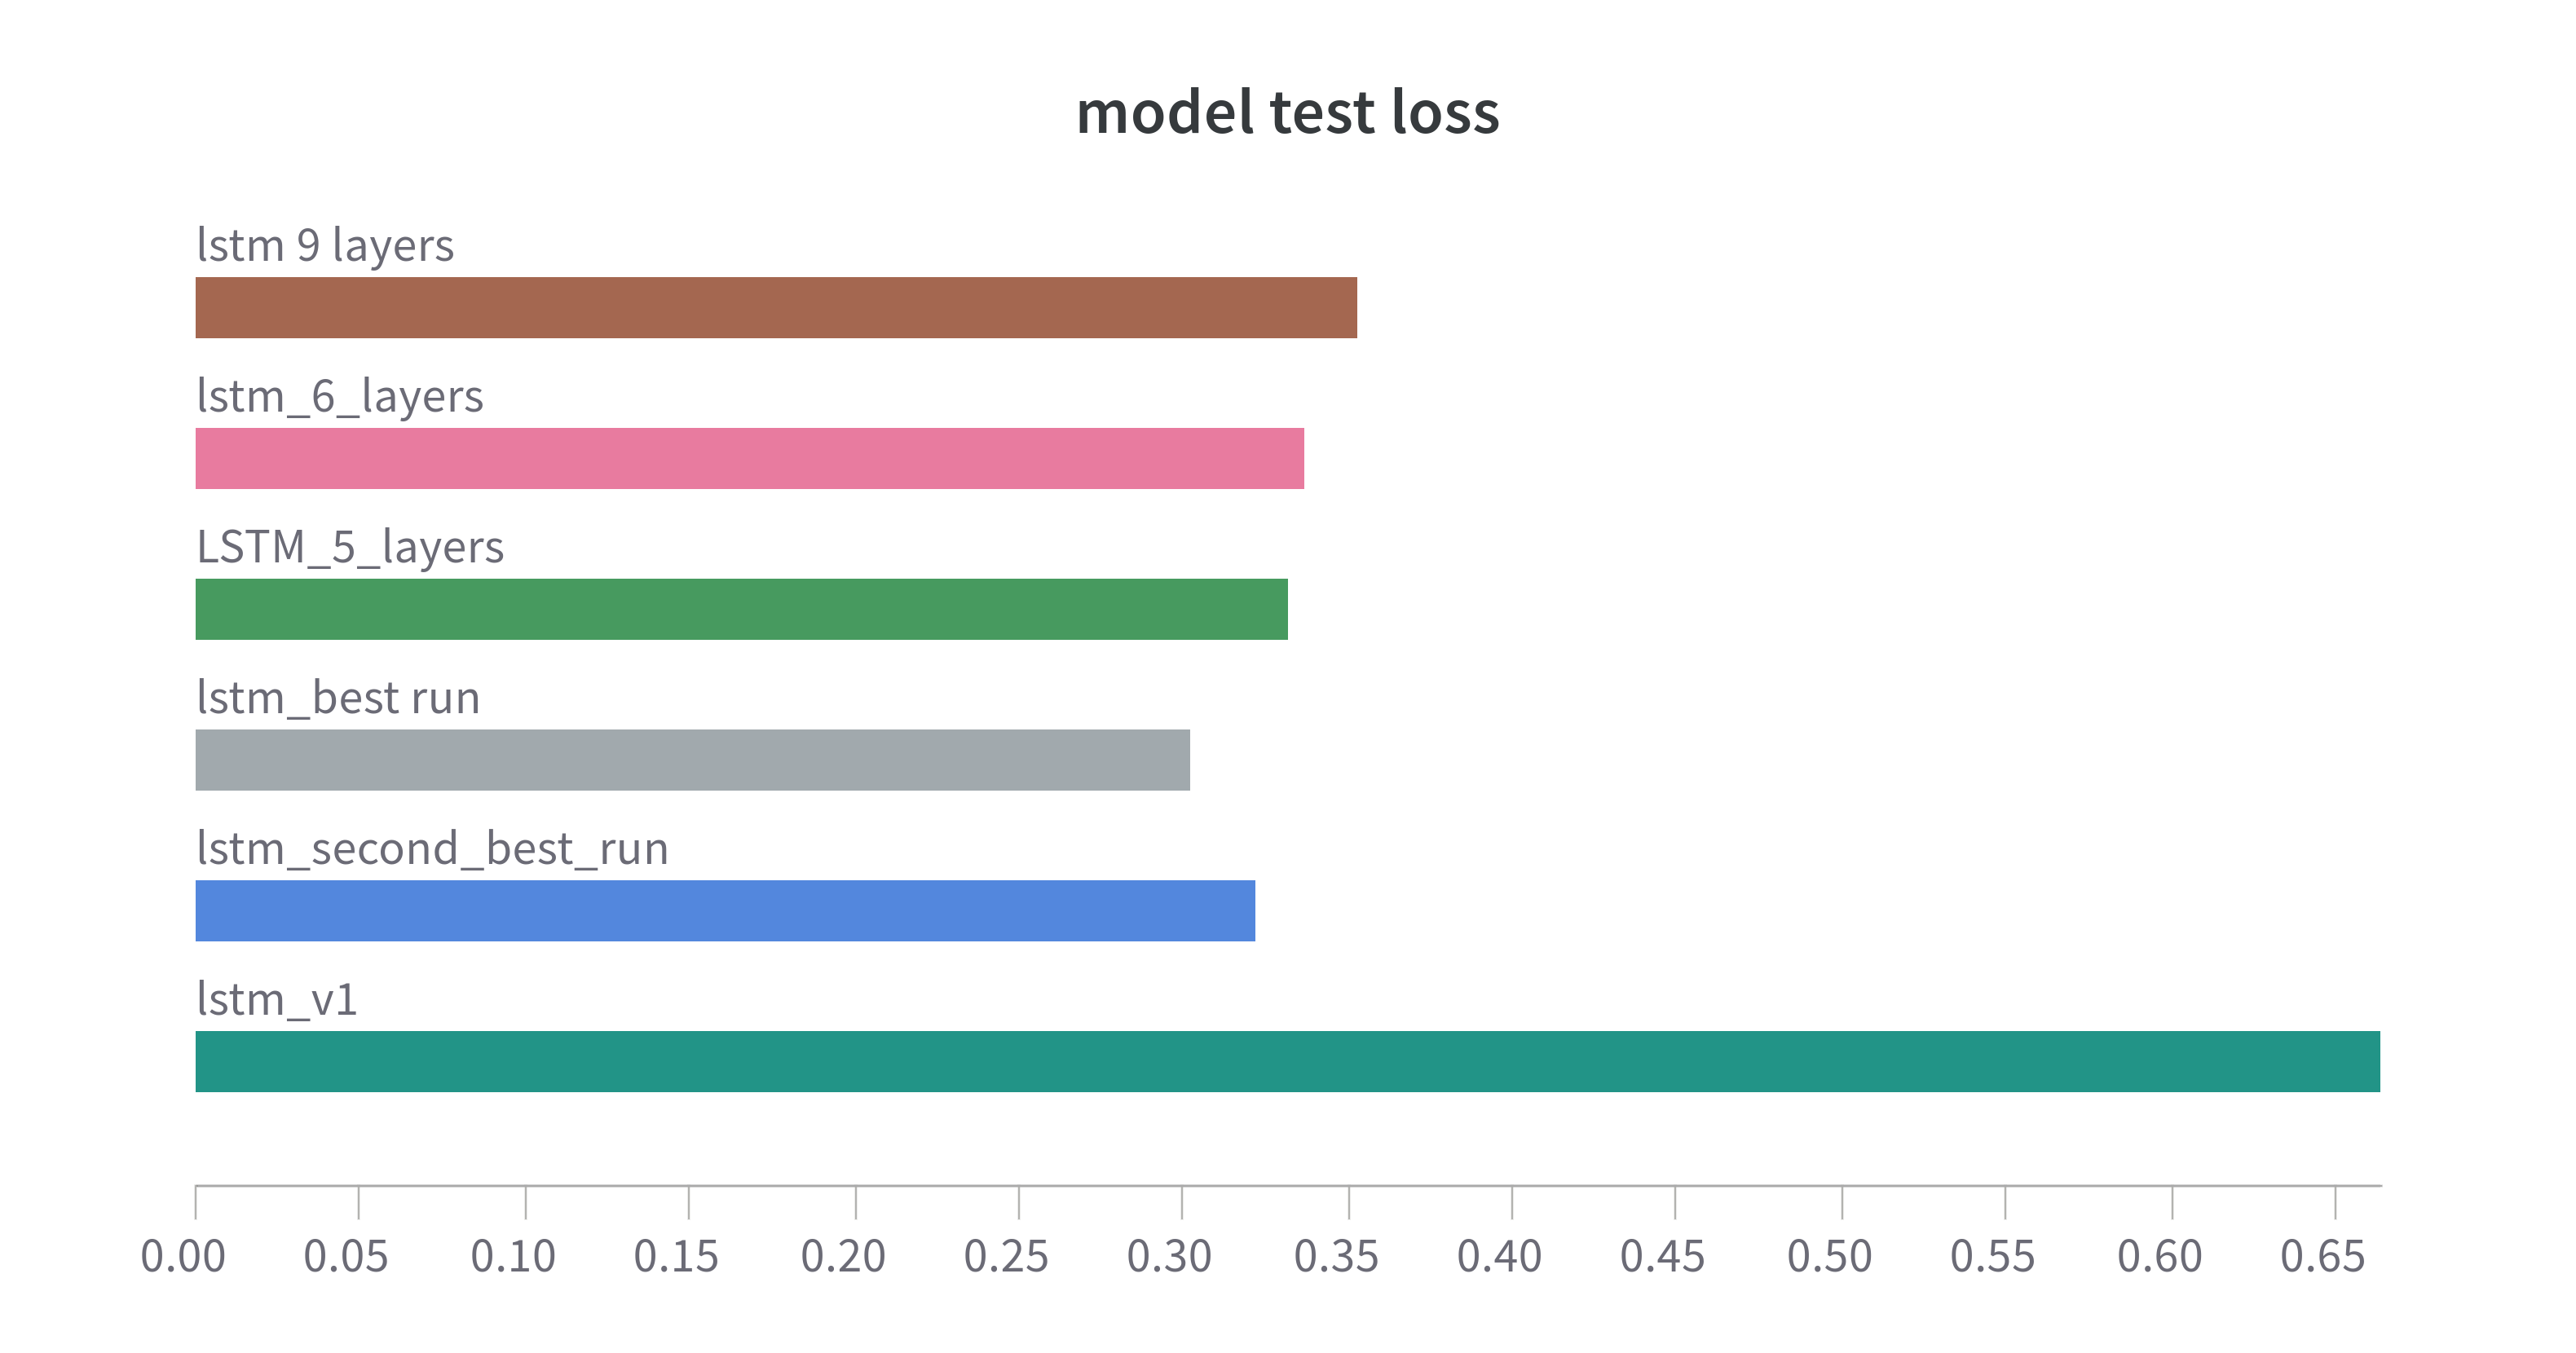 model test loss
lstm 9 layers
lstm_6_layers
LSTM_5_layers
lstm_best run
lstm_second_best_run
lstm_v1
0.00 0.05 0.10 0.15 0.20 0.25 0.30 0.35 0.40 0.45 0.50 0.55 0.60 0.65